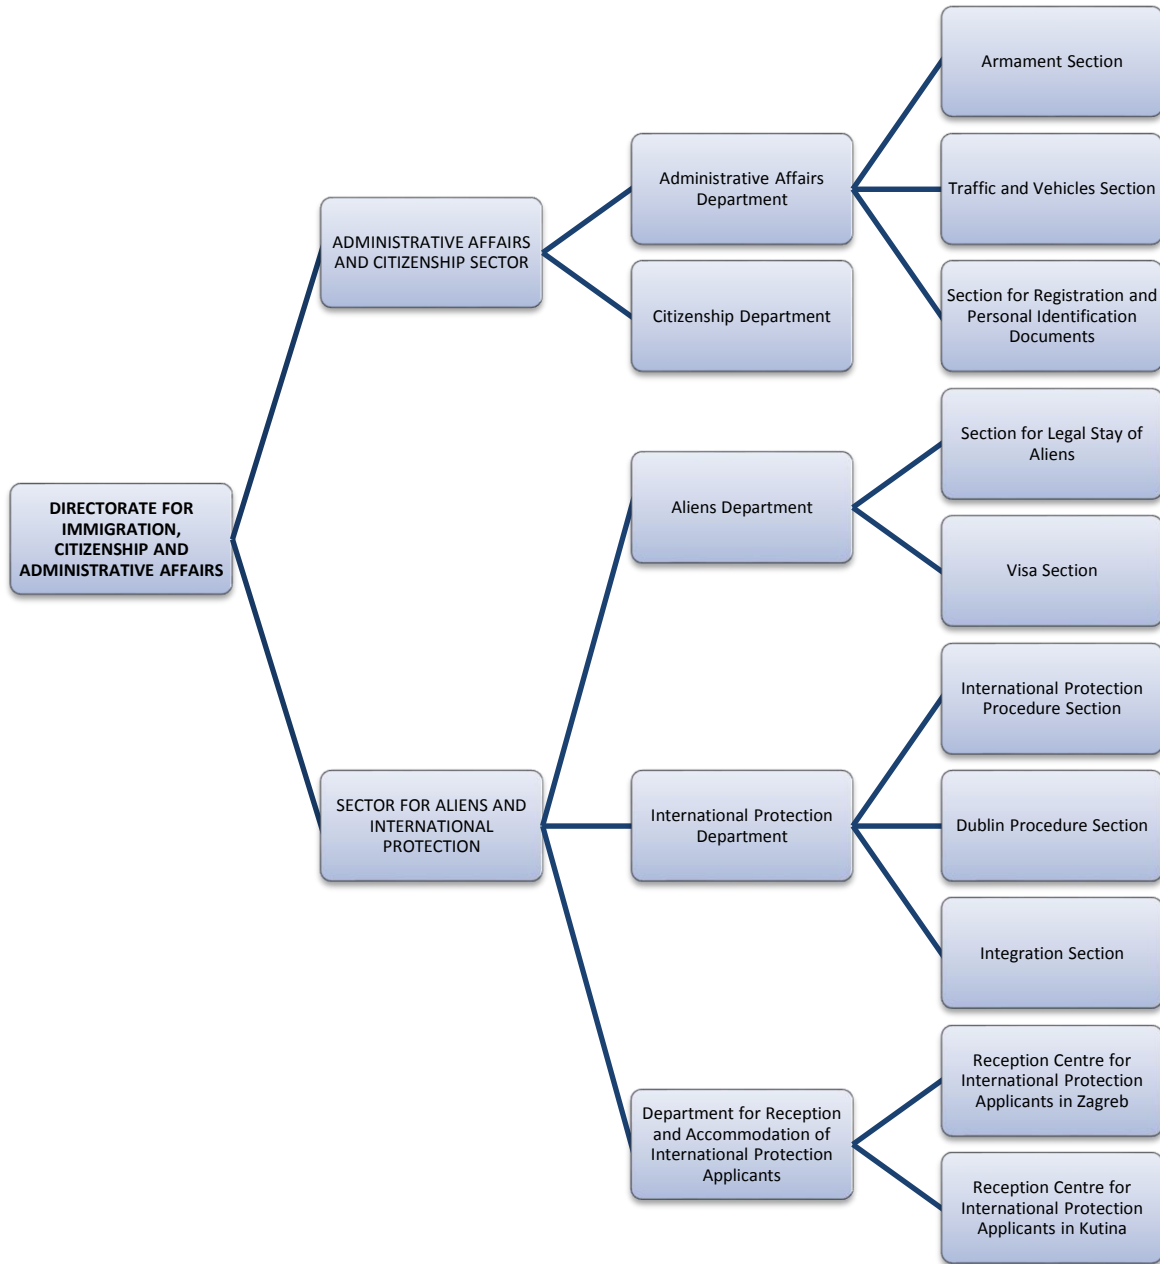 Armament Section
Administrative Affairs
Department
Traffic and Vehicles Section
ADMINISTRATIVE AFFAIRS
AND CITIZENSHIP SECTOR
Section for Registration and
Personal Identification
Documents
Citizenship Department
Section for Legal Stay of
Aliens
Aliens Department
Visa Section
DIRECTORATE FOR
IMMIGRATION,
CITIZENSHIP AND
ADMINISTRATIVE AFFAIRS
International Protection
Procedure Section
SECTOR FOR ALIENS AND
INTERNATIONAL
PROTECTION
International Protection
Department
Dublin Procedure Section
Integration Section
Reception Centre for
International Protection
Applicants in Zagreb
Department for Reception
and Accommodation of
International Protection
Applicants
Reception Centre for
International Protection
Applicants in Kutina